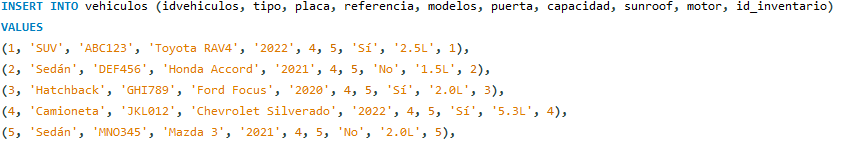 INSERT INTO vehiculos (idvehiculos, tipo, placa, referencia, modelos, puerta, capacidad, sunroof, motor, id_inventario)
VALUES
(1, 'SUV', 'ABC123', 'Toyota RAV4', '2022', 4, 5, 'Sí', '2.5L', 1),
(2, 'Sedán', 'DEF456', 'Honda Accord', '2021', 4, 5, 'No', '1.5L', 2),
(3, 'Hatchback', 'GHI789', 'Ford Focus', '2020', 4, 5, 'Sí', '2.0L', 3),
(4, 'Camioneta', 'JKL012', 'Chevrolet Silverado', '2022', 4, 5, 'Sí', '5.3L', 4),
(5, 'Sedán', 'MNO345', 'Mazda 3', '2021', 4, 5, 'No', '2.0L', 5),